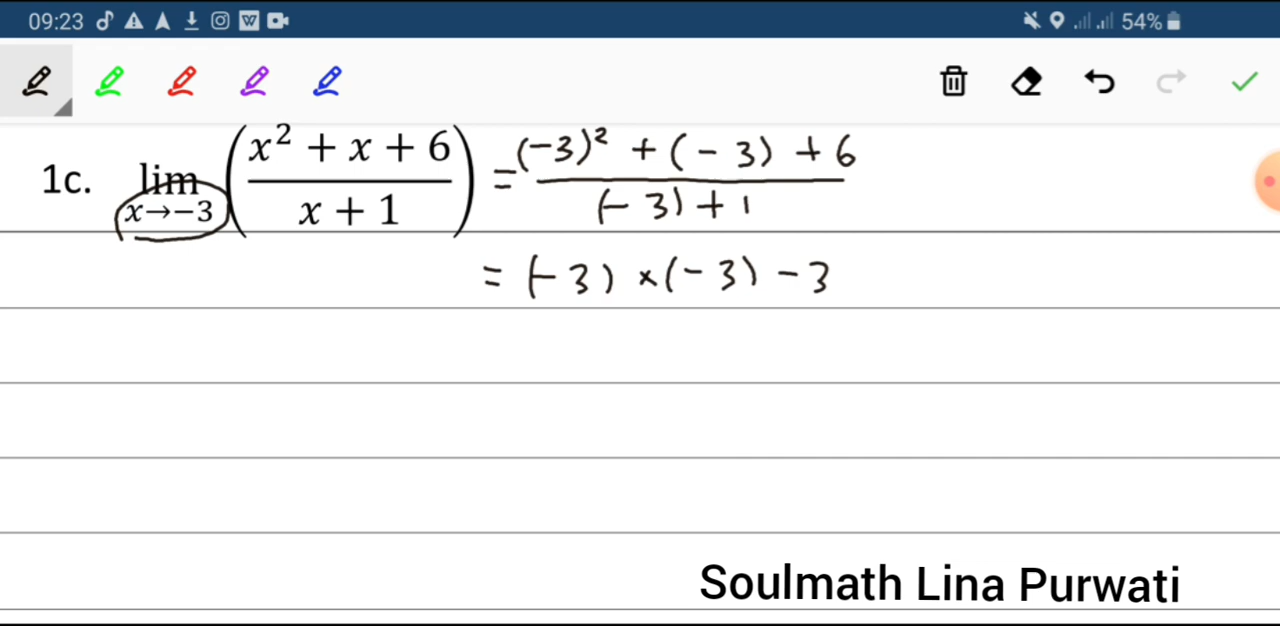 09:23 54%
1c. lim x→−3 (x² + x + 6 / x + 1) = (-3)² + (-3) + 6 / (-3) + 1
= (-3) × (-3) - 3
Soulmath Lina Purwati